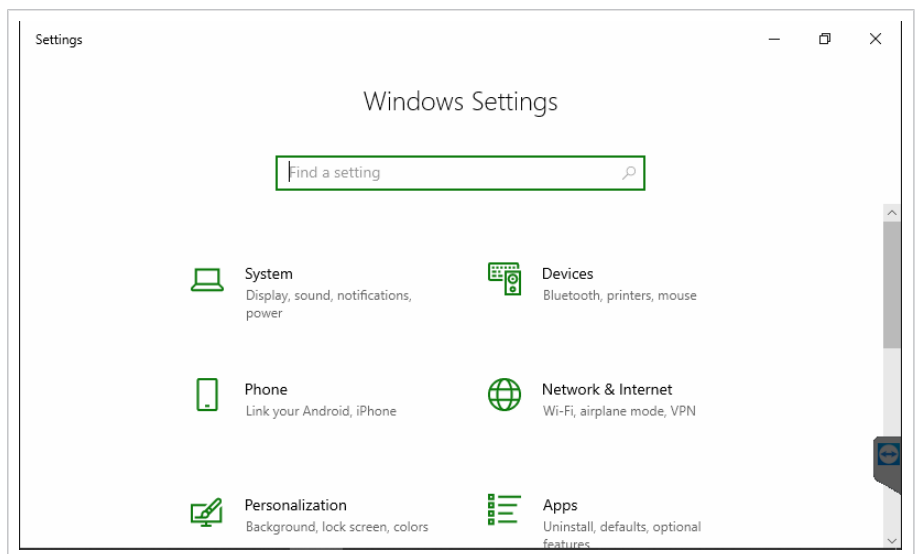 Settings
Windows Settings
Find a setting
System
Display, sound, notifications,
power
Devices
Bluetooth, printers, mouse
Phone
Link your Android, iPhone
Network & Internet
Wi-Fi, airplane mode, VPN
Personalization
Background, lock screen, colors
Apps
Uninstall, defaults, optional
features